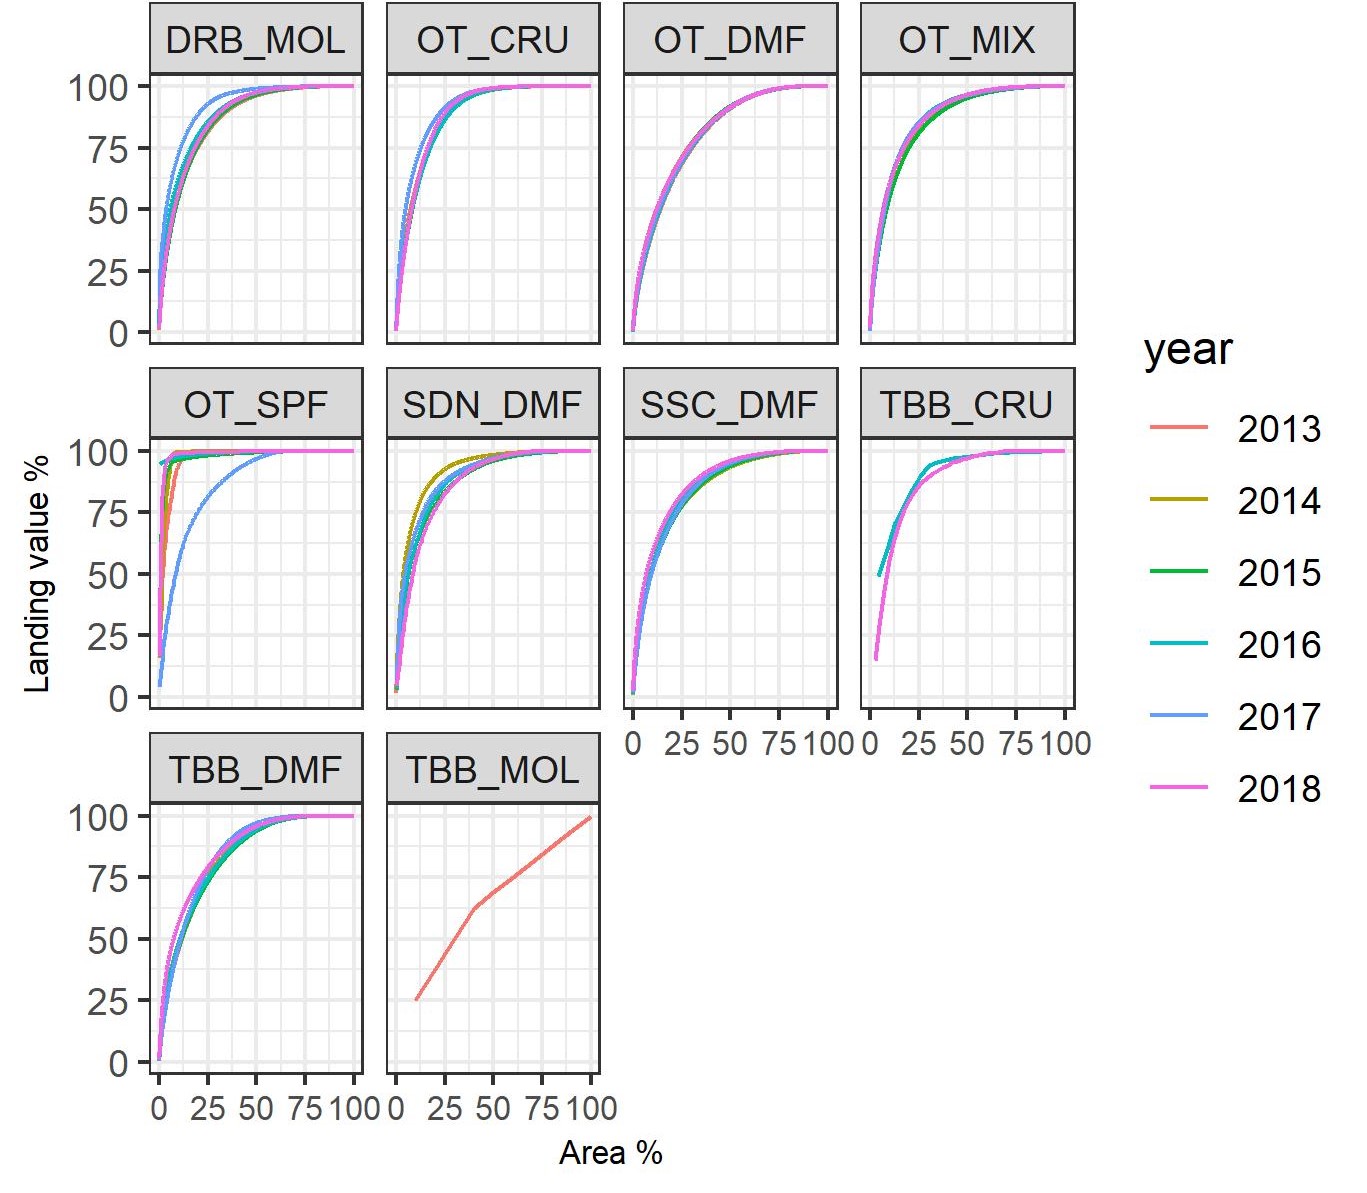 DRB_MOL OT_CRU OT_DMF OT_MIX
100
75
50
25
0
OT_SPF SDN_DMF SSC_DMF TBB_CRU
100
75
50
25
0
0 25 50 75 100 0 25 50 75 100
TBB_DMF TBB_MOL
100
75
50
25
0
0 25 50 75 100 0 25 50 75 100
Area %
Landing value %
year
2013
2014
2015
2016
2017
2018